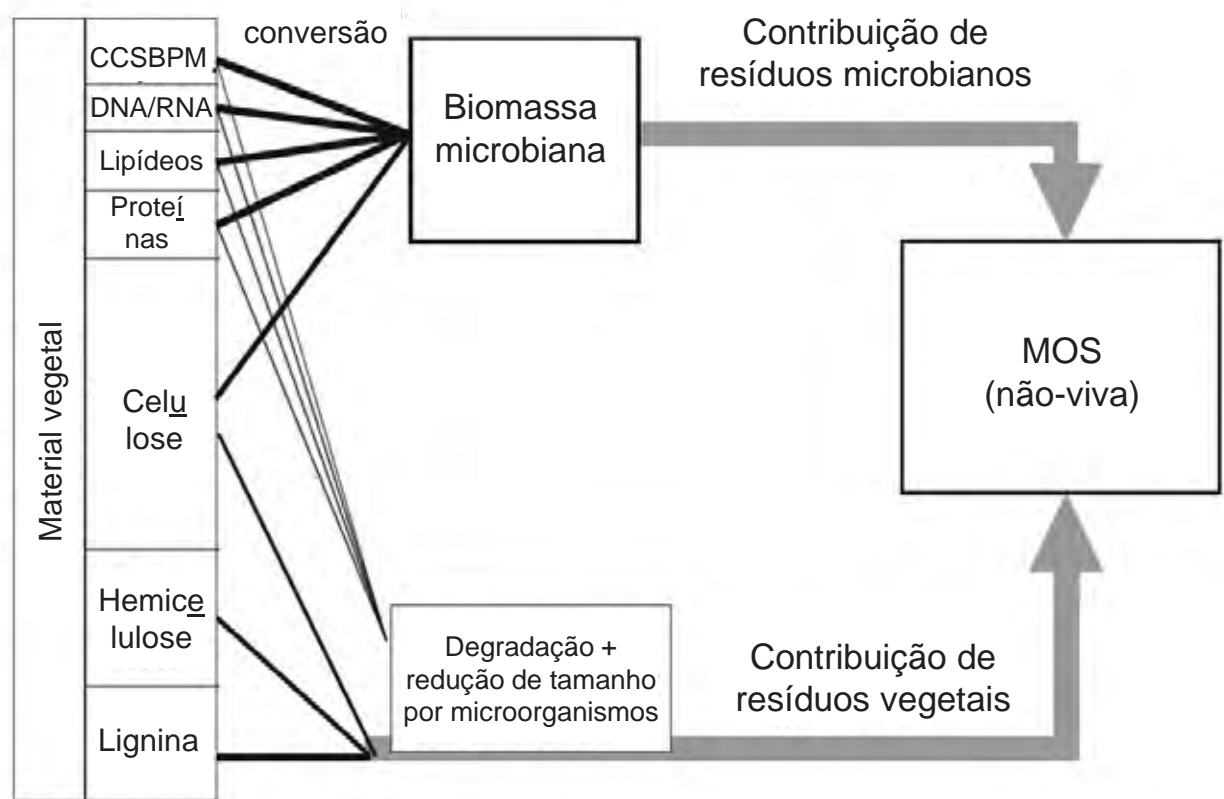 Material vegetal
CCSBPM
DNA/RNA
Lipídeos
Proteí
nas
Celu
lose
Hemice
lulose
Lignina
conversão
Biomassa
microbiana
Contribuição de
resíduos microbianos
MOS
(não-viva)
Degradação +
redução de tamanho
por microorganismos
Contribuição de
resíduos vegetais